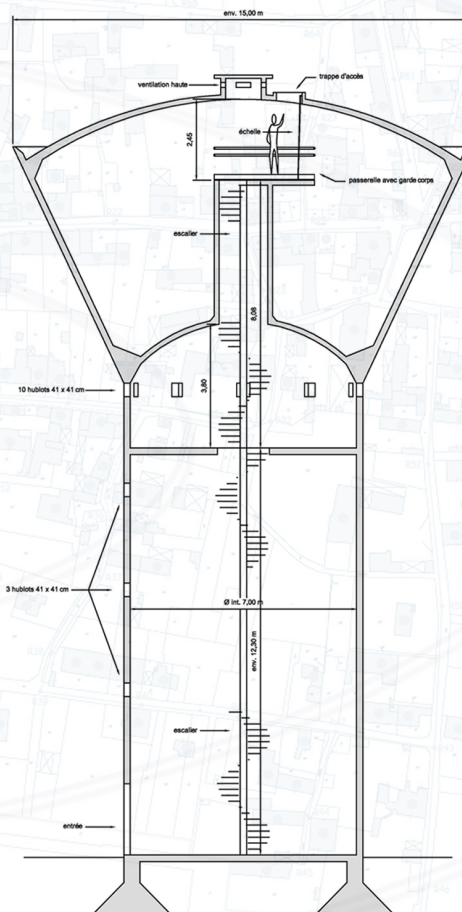 env. 15,00 m
trappe d'accès
ventilation haute
2,45
échelle
passerelle avec garde corps
escalier
8,08
3,80
10 hublots 41 x 41 cm
3 hublots 41 x 41 cm
Ø int. 7,00 m
env. 12,30 m
escalier
entrée